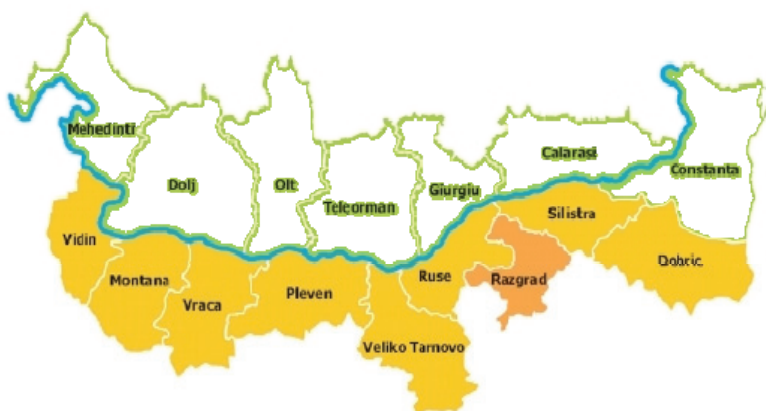 Mehedinti
Dolj
Olt
Teleorman
Giurgiu
Calarasi
Constanta
Vidin
Montana
Vraca
Pleven
Veliko Tarnovo
Ruse
Razgrad
Silistra
Dobric